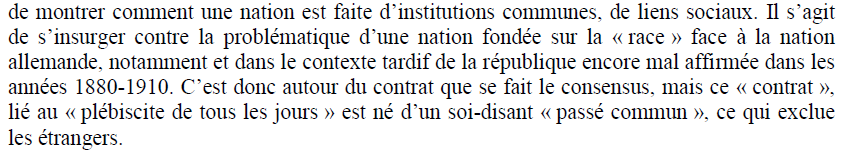 de montrer comment une nation est faite d’institutions communes, de liens sociaux. Il s’agit
de s’insurger contre la problématique d’une nation fondée sur la « race » face à la nation
allemande, notamment et dans le contexte tardif de la république encore mal affirmée dans les
années 1880-1910. C’est donc autour du contrat que se fait le consensus, mais ce « contrat »,
lié au « plébiscite de tous les jours » est né d’un soi-disant « passé commun », ce qui exclue
les étrangers.